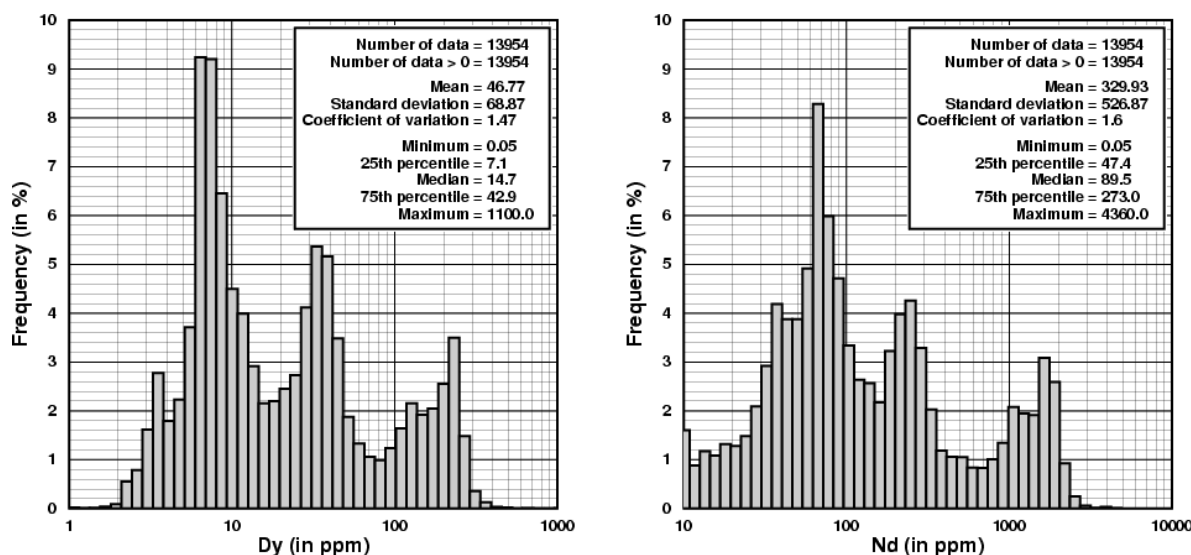 10
9
8
7
6
5
4
3
2
1
0
Frequency (in %)
1 10 100 1000
Dy (in ppm)
Number of data = 13954
Number of data > 0 = 13954
Mean = 46.77
Standard deviation = 68.87
Coefficient of variation = 1.47
Minimum = 0.05
25th percentile = 7.1
Median = 14.7
75th percentile = 42.9
Maximum = 1100.0
10
9
8
7
6
5
4
3
2
1
0
Frequency (in %)
10 100 1000 10000
Nd (in ppm)
Number of data = 13954
Number of data > 0 = 13954
Mean = 329.93
Standard deviation = 526.87
Coefficient of variation = 1.6
Minimum = 0.05
25th percentile = 47.4
Median = 89.5
75th percentile = 273.0
Maximum = 4360.0